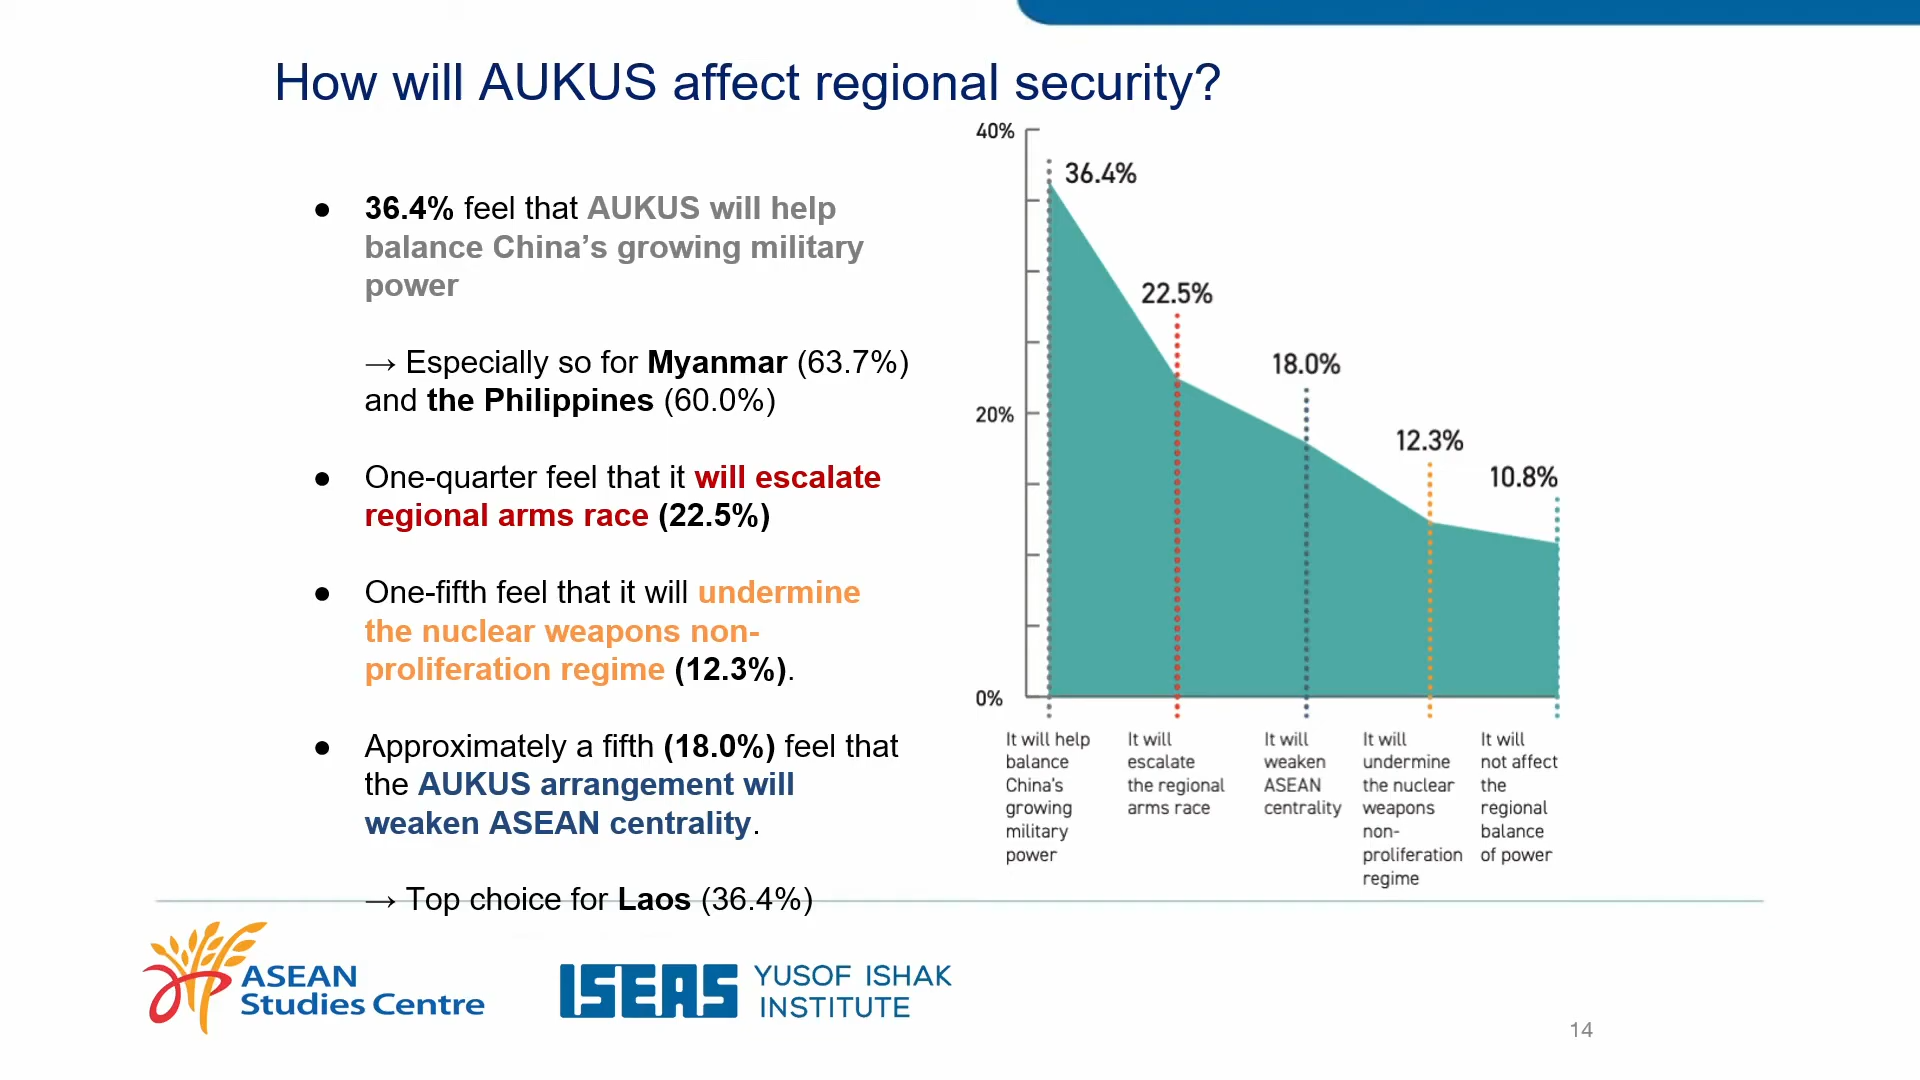 How will AUKUS affect regional security?
● 36.4% feel that AUKUS will help
balance China’s growing military
power
→ Especially so for Myanmar (63.7%)
and the Philippines (60.0%)
● One-quarter feel that it will escalate
regional arms race (22.5%)
● One-fifth feel that it will undermine
the nuclear weapons non-
proliferation regime (12.3%).
● Approximately a fifth (18.0%) feel that
the AUKUS arrangement will
weaken ASEAN centrality.
→ Top choice for Laos (36.4%)
40%
20%
0%
36.4%
22.5%
18.0%
12.3%
10.8%
It will help
balance
China's
growing
military
power
It will
escalate
the regional
arms race
It will
weaken
ASEAN
centrality
It will
undermine
the nuclear
weapons
non-
proliferation
regime
It will
not affect
the
regional
balance
of power
ASEAN
Studies Centre
ISEAS
YUSOF ISHAK
INSTITUTE
14